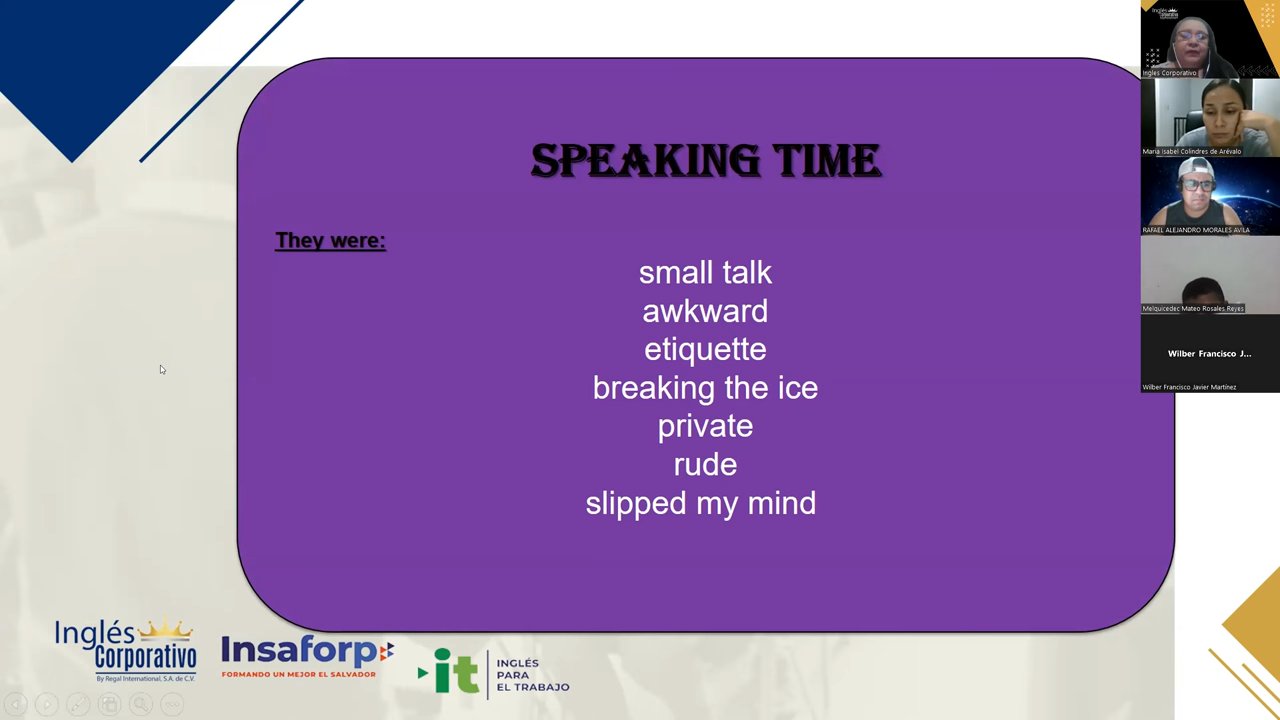 SPEAKING TIME
They were:
small talk
awkward
etiquette
breaking the ice
private
rude
slipped my mind
Inglés
Corporativo
By Regal International, S.A. de C.V.
Insaforp
FORMANDO UN MEJOR EL SALVADOR
it
INGLÉS
PARA
EL TRABAJO
Inglés Corporativo
Maria Isabel Colindres de Arévalo
RAFAEL ALEJANDRO MORALES AVILA
Melquicedec Mateo Rosales Reyes
Wilber Francisco J...
Wilber Francisco Javier Martínez